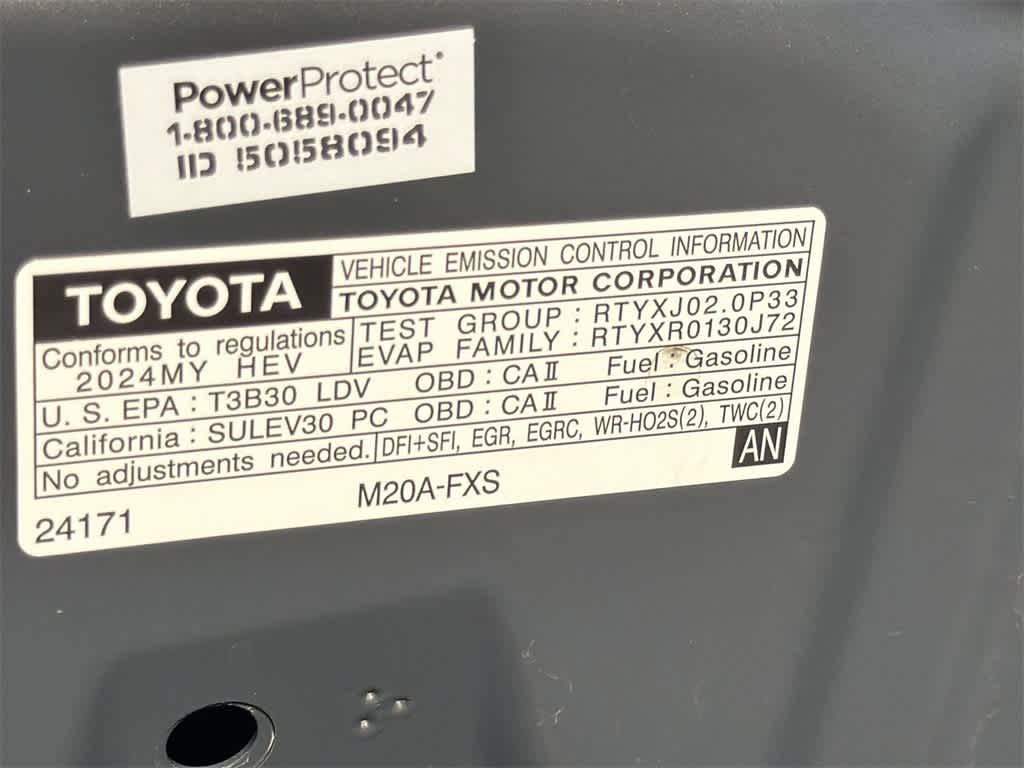 PowerProtect®
1-800-689-0047
ID 5058094
TOYOTA
VEHICLE EMISSION CONTROL INFORMATION
TOYOTA MOTOR CORPORATION
Conforms to regulations
2024MY HEV
TEST GROUP : RTYXJ02.0P33
EVAP FAMILY : RTYXR0130J72
U. S. EPA : T3B30 LDV OBD : CAⅡ Fuel : Gasoline
California : SULEV30 PC OBD : CAⅡ Fuel : Gasoline
No adjustments needed. DFI+SFI, EGR, EGRC, WR-HO2S(2), TWC(2)
24171 M20A-FXS AN